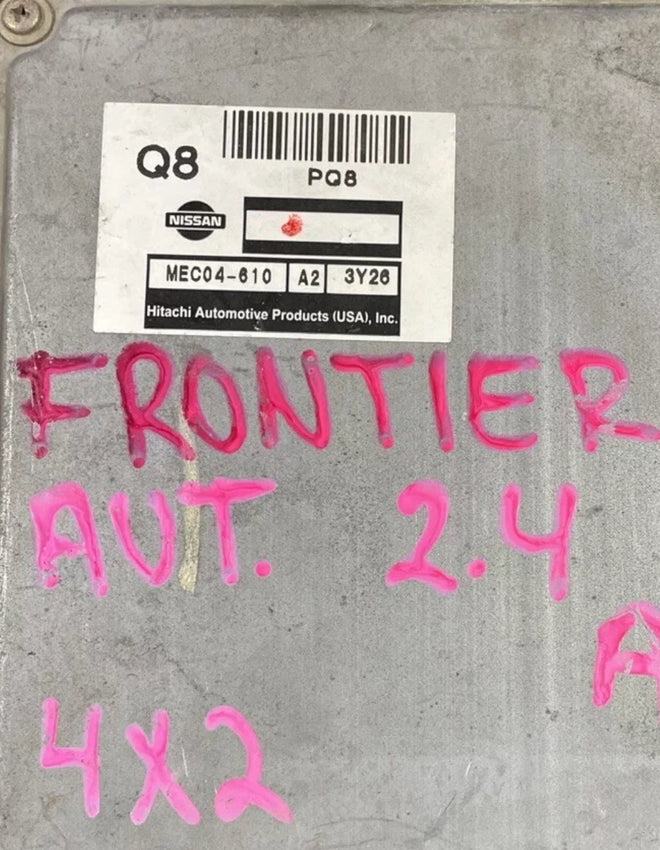 Q8
PQ8
NISSAN
MEC04-610 A2 3Y26
Hitachi Automotive Products (USA), Inc.
FRONTIER
AUT. 2.4
A
4X2